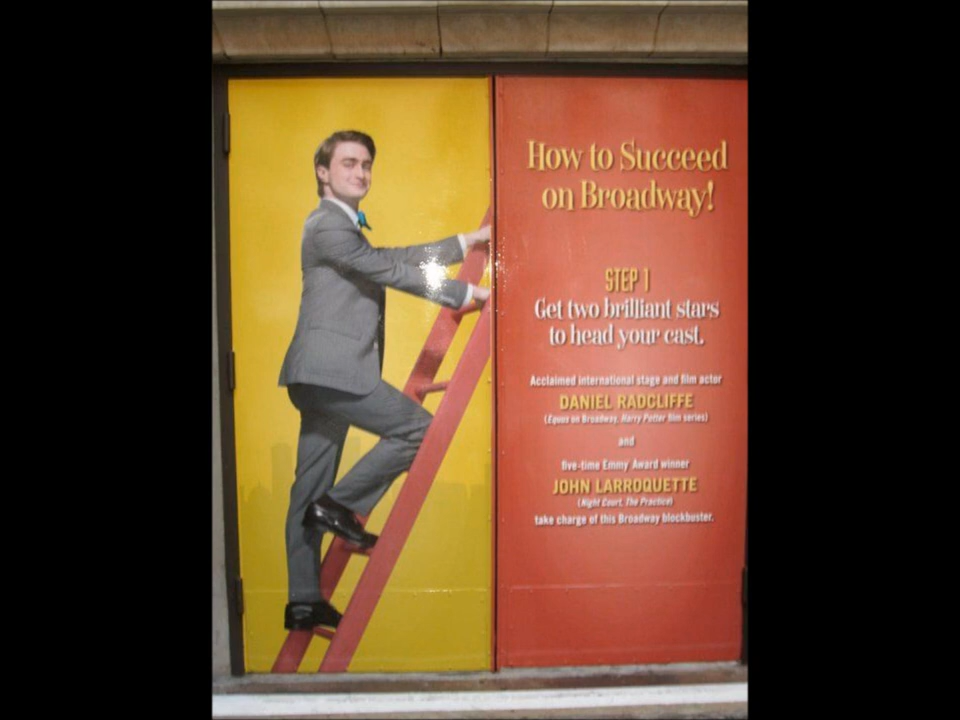 How to Succeed
on Broadway!
STEP 1
Get two brilliant stars
to head your cast.
Acclaimed international stage and film actor
DANIEL RADCLIFFE
(Equus on Broadway, Harry Potter film series)
and
five-time Emmy Award winner
JOHN LARROQUETTE
(Night Court, The Practice)
take charge of this Broadway blockbuster.